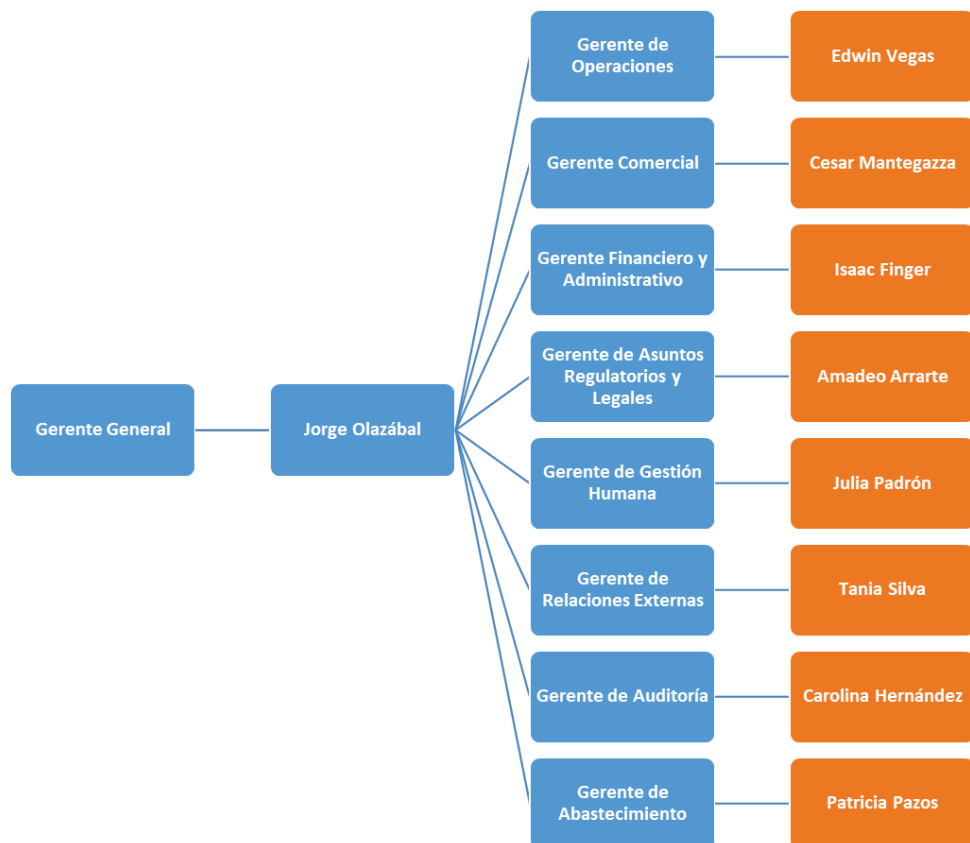 Gerente General
Jorge Olazábal
Gerente de
Operaciones
Edwin Vegas
Gerente Comercial
Cesar Mantegazza
Gerente Financiero y
Administrativo
Isaac Finger
Gerente de Asuntos
Regulatorios y
Legales
Amadeo Arrarte
Gerente de Gestión
Humana
Julia Padrón
Gerente de
Relaciones Externas
Tania Silva
Gerente de Auditoría
Carolina Hernández
Gerente de
Abastecimiento
Patricia Pazos